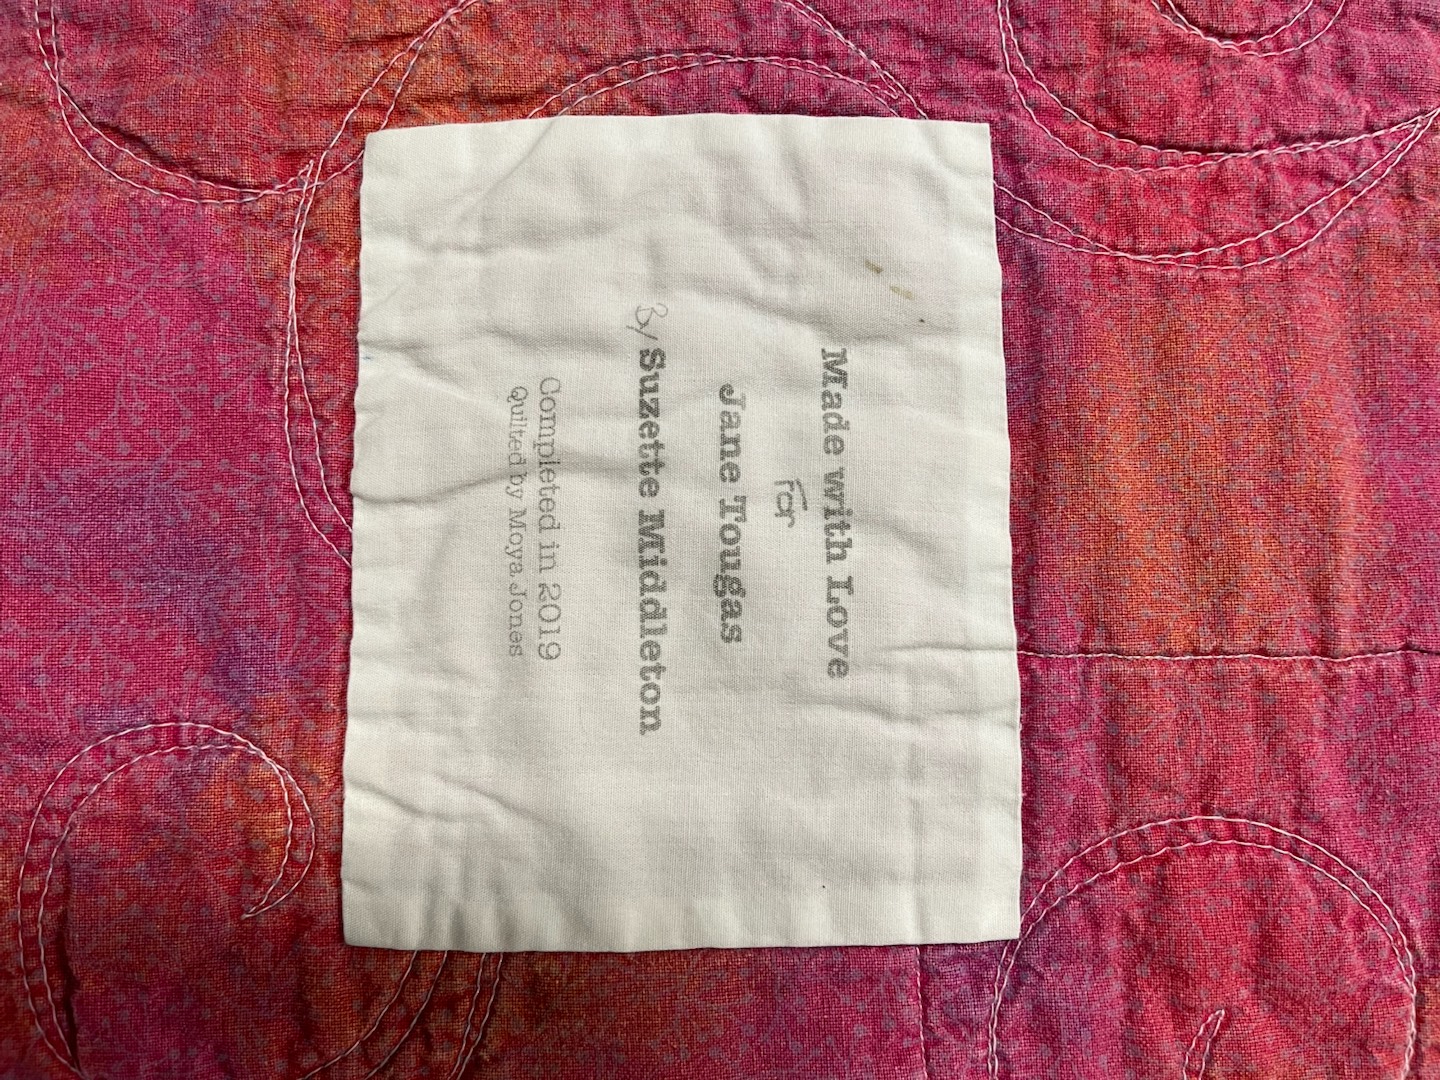 Made with Love
For
Jane Tougas
By Suzette Middleton
Completed in 2019
Quilted by Moya Jones